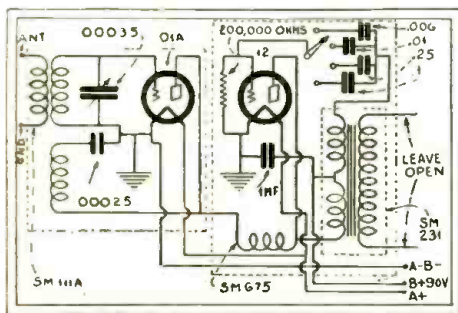 ANT.
.00035
01A
200,000 OHMS
12
.006
.01
.25
1
GND
.00025
1MF
LEAVE OPEN
SM 111A
SM 675
SM 231
A-B-
B+90V
A+